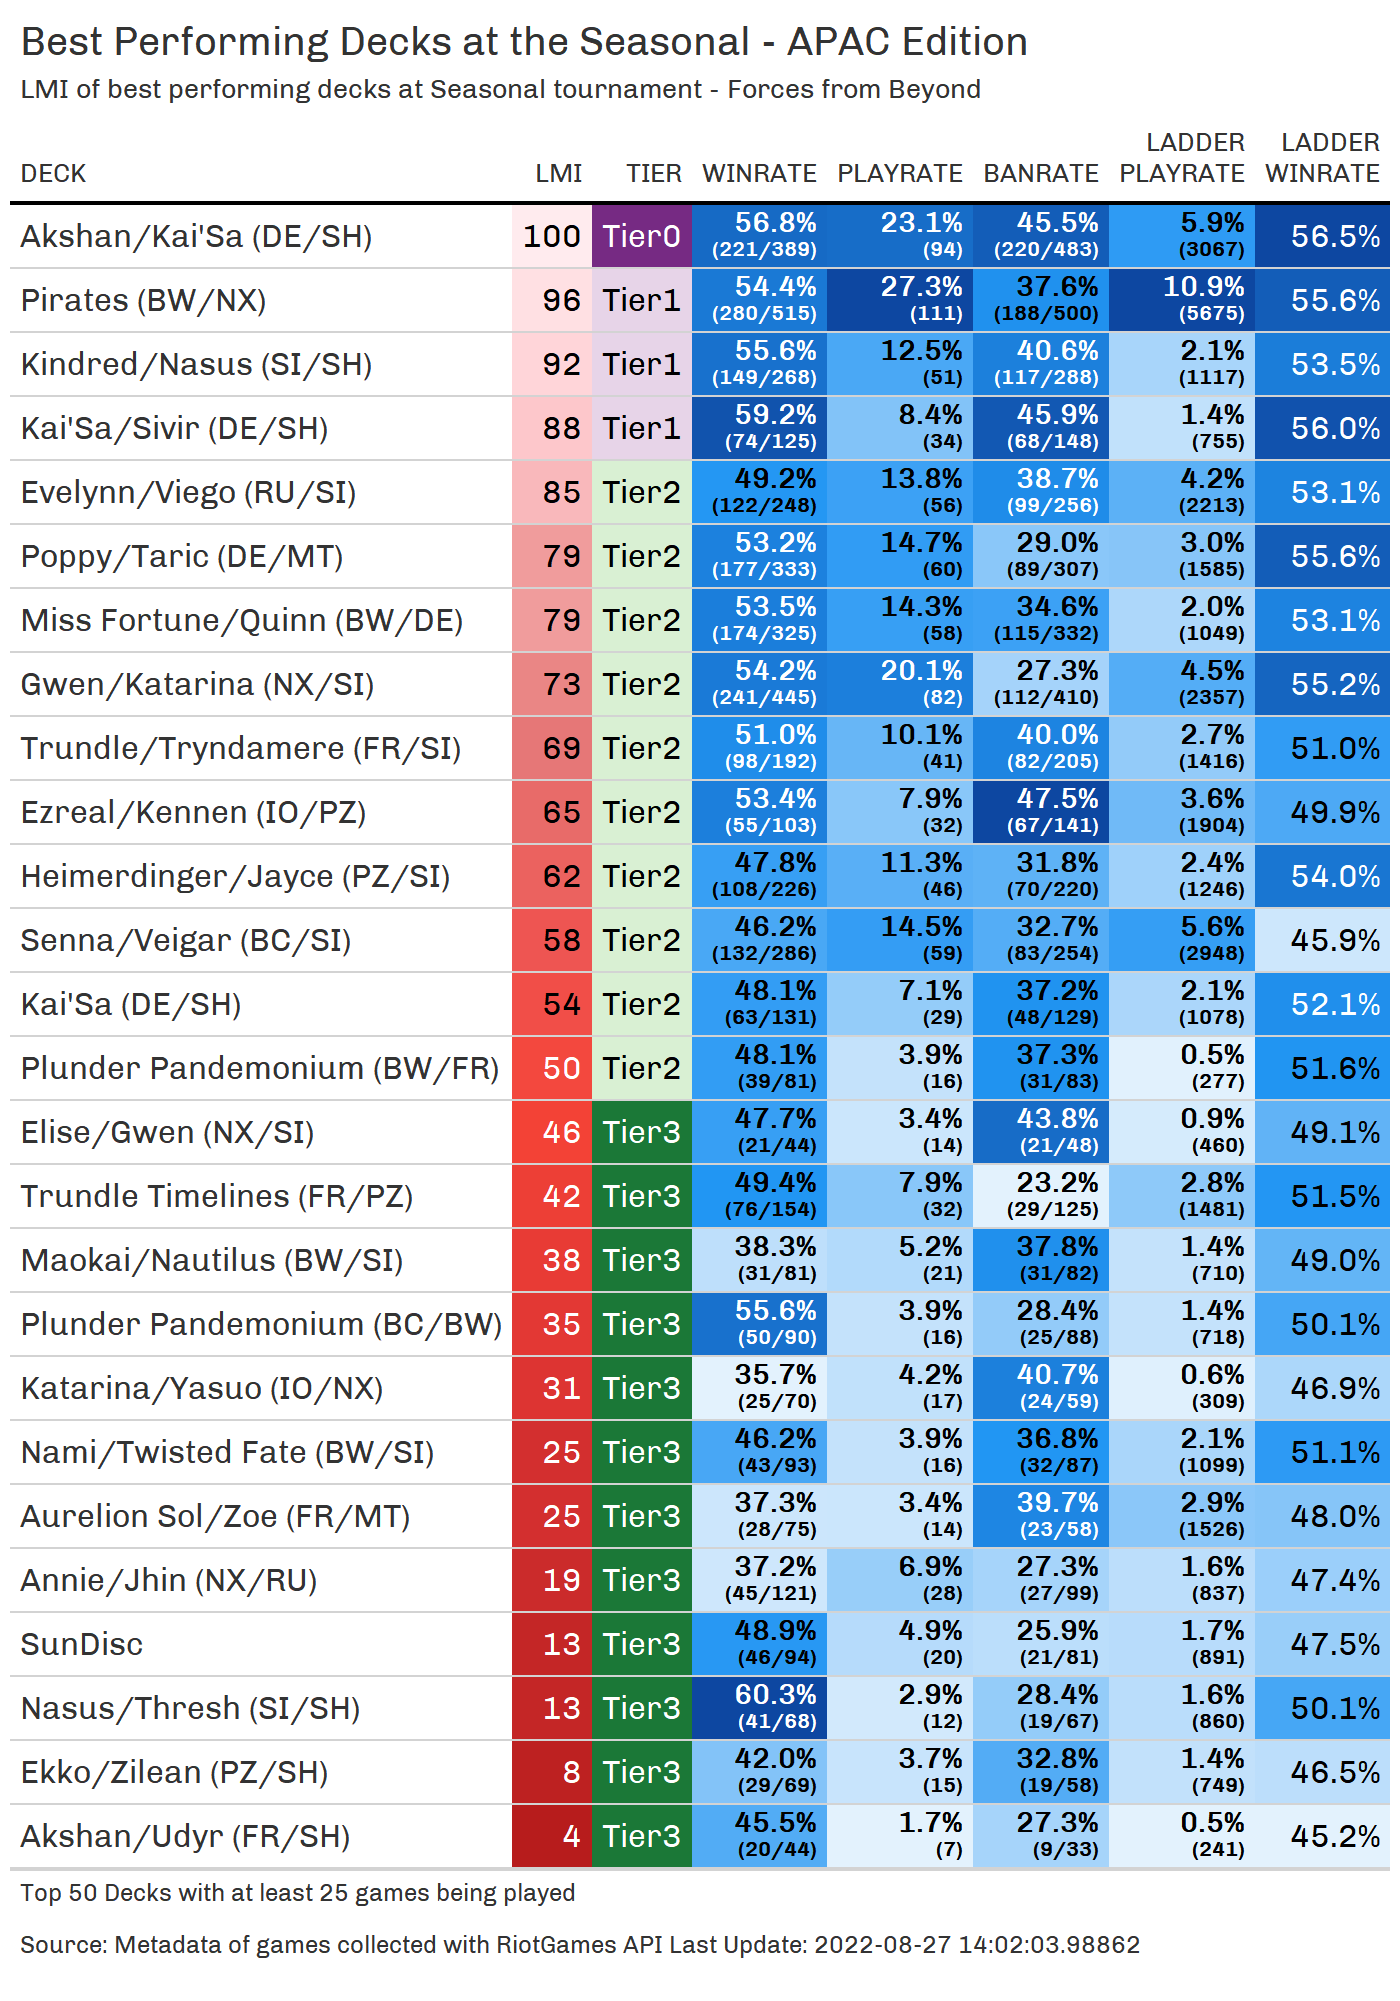 Best Performing Decks at the Seasonal - APAC Edition
LMI of best performing decks at Seasonal tournament - Forces from Beyond
DECK LMI TIER WINRATE PLAYRATE BANRATE LADDER PLAYRATE LADDER WINRATE
Akshan/Kai'Sa (DE/SH) 100 Tier0 56.8% 23.1% 45.5% 5.9% 56.5%
(221/389) (94) (220/483) (3067)
Pirates (BW/NX) 96 Tier1 54.4% 27.3% 37.6% 10.9% 55.6%
(280/515) (111) (188/500) (5675)
Kindred/Nasus (SI/SH) 92 Tier1 55.6% 12.5% 40.6% 2.1% 53.5%
(149/268) (51) (117/288) (1117)
Kai'Sa/Sivir (DE/SH) 88 Tier1 59.2% 8.4% 45.9% 1.4% 56.0%
(74/125) (34) (68/148) (755)
Evelynn/Viego (RU/SI) 85 Tier2 49.2% 13.8% 38.7% 4.2% 53.1%
(122/248) (56) (99/256) (2213)
Poppy/Taric (DE/MT) 79 Tier2 53.2% 14.7% 29.0% 3.0% 55.6%
(177/333) (60) (89/307) (1585)
Miss Fortune/Quinn (BW/DE) 79 Tier2 53.5% 14.3% 34.6% 2.0% 53.1%
(174/325) (58) (115/332) (1049)
Gwen/Katarina (NX/SI) 73 Tier2 54.2% 20.1% 27.3% 4.5% 55.2%
(241/445) (82) (112/410) (2357)
Trundle/Tryndamere (FR/SI) 69 Tier2 51.0% 10.1% 40.0% 2.7% 51.0%
(98/192) (41) (82/205) (1416)
Ezreal/Kennen (IO/PZ) 65 Tier2 53.4% 7.9% 47.5% 3.6% 49.9%
(55/103) (32) (67/141) (1904)
Heimerdinger/Jayce (PZ/SI) 62 Tier2 47.8% 11.3% 31.8% 2.4% 54.0%
(108/226) (46) (70/220) (1246)
Senna/Veigar (BC/SI) 58 Tier2 46.2% 14.5% 32.7% 5.6% 45.9%
(132/286) (59) (83/254) (2948)
Kai'Sa (DE/SH) 54 Tier2 48.1% 7.1% 37.2% 2.1% 52.1%
(63/131) (29) (48/129) (1078)
Plunder Pandemonium (BW/FR) 50 Tier2 48.1% 3.9% 37.3% 0.5% 51.6%
(39/81) (16) (31/83) (277)
Elise/Gwen (NX/SI) 46 Tier3 47.7% 3.4% 43.8% 0.9% 49.1%
(21/44) (14) (21/48) (460)
Trundle Timelines (FR/PZ) 42 Tier3 49.4% 7.9% 23.2% 2.8% 51.5%
(76/154) (32) (29/125) (1481)
Maokai/Nautilus (BW/SI) 38 Tier3 38.3% 5.2% 37.8% 1.4% 49.0%
(31/81) (21) (31/82) (710)
Plunder Pandemonium (BC/BW) 35 Tier3 55.6% 3.9% 28.4% 1.4% 50.1%
(50/90) (16) (25/88) (718)
Katarina/Yasuo (IO/NX) 31 Tier3 35.7% 4.2% 40.7% 0.6% 46.9%
(25/70) (17) (24/59) (309)
Nami/Twisted Fate (BW/SI) 25 Tier3 46.2% 3.9% 36.8% 2.1% 51.1%
(43/93) (16) (32/87) (1099)
Aurelion Sol/Zoe (FR/MT) 25 Tier3 37.3% 3.4% 39.7% 2.9% 48.0%
(28/75) (14) (23/58) (1526)
Annie/Jhin (NX/RU) 19 Tier3 37.2% 6.9% 27.3% 1.6% 47.4%
(45/121) (28) (27/99) (837)
SunDisc 13 Tier3 48.9% 4.9% 25.9% 1.7% 47.5%
(46/94) (20) (21/81) (891)
Nasus/Thresh (SI/SH) 13 Tier3 60.3% 2.9% 28.4% 1.6% 50.1%
(41/68) (12) (19/67) (860)
Ekko/Zilean (PZ/SH) 8 Tier3 42.0% 3.7% 32.8% 1.4% 46.5%
(29/69) (15) (19/58) (749)
Akshan/Udyr (FR/SH) 4 Tier3 45.5% 1.7% 27.3% 0.5% 45.2%
(20/44) (7) (9/33) (241)
Top 50 Decks with at least 25 games being played
Source: Metadata of games collected with RiotGames API Last Update: 2022-08-27 14:02:03.98862